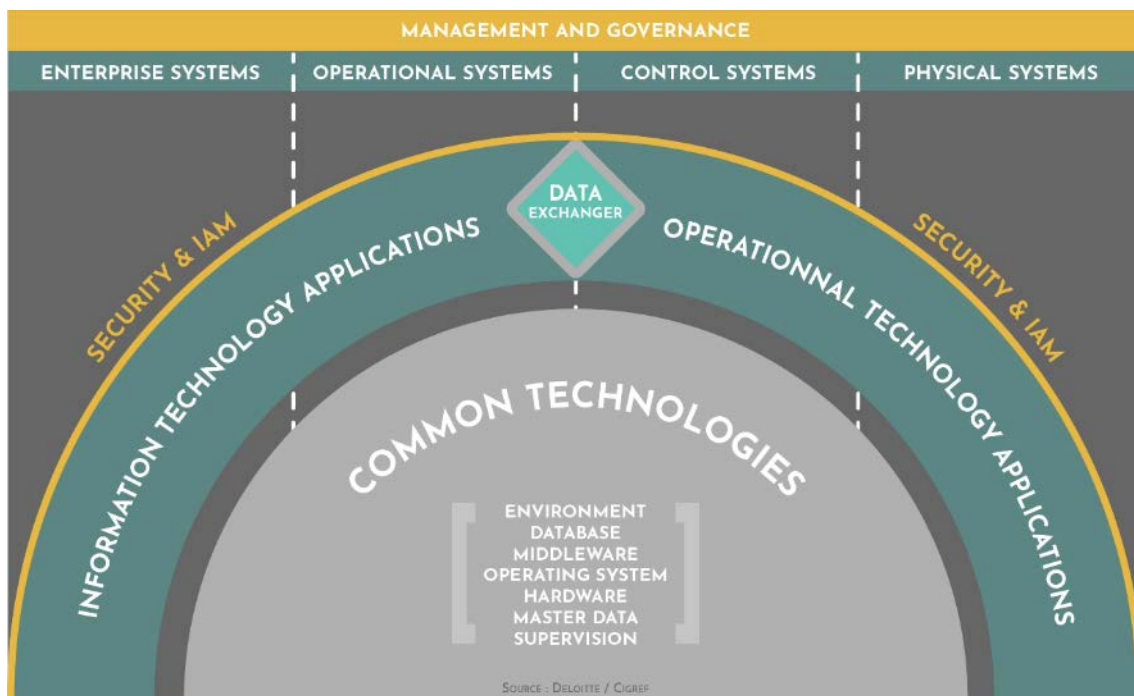 MANAGEMENT AND GOVERNANCE
ENTERPRISE SYSTEMS
OPERATIONAL SYSTEMS
CONTROL SYSTEMS
PHYSICAL SYSTEMS
SECURITY & IAM
INFORMATION TECHNOLOGY APPLICATIONS
DATA
EXCHANGER
OPERATIONNAL TECHNOLOGY APPLICATIONS
SECURITY & IAM
COMMON TECHNOLOGIES
ENVIRONMENT
DATABASE
MIDDLEWARE
OPERATING SYSTEM
HARDWARE
MASTER DATA
SUPERVISION
SOURCE : DELOITTE / CIGREF